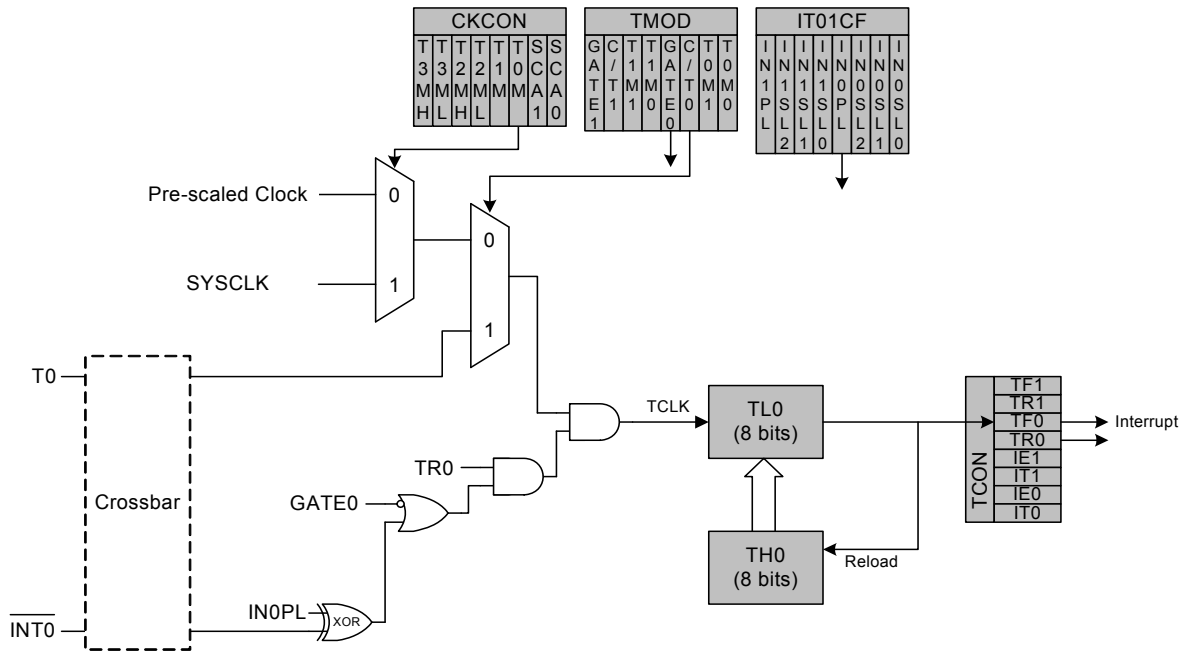 CKCON
TMOD
IT01CF
T3MH
T3ML
T2MH
T2ML
T1M
T0M
SCA1
SCA0
GATE1
C/T1
T1M1
T1M0
GATE0
C/T0
T0M1
T0M0
IN1PL
IN1SL2
IN1SL1
IN1SL0
IN0PL
IN0SL2
IN0SL1
IN0SL0
Pre-scaled Clock
0
SYSCLK
1
0
1
T0
Crossbar
INT0
TR0
GATE0
IN0PL
XOR
TCLK
TL0
(8 bits)
TH0
(8 bits)
Reload
TCON
TF1
TR1
TF0
TR0
IE1
IT1
IE0
IT0
Interrupt